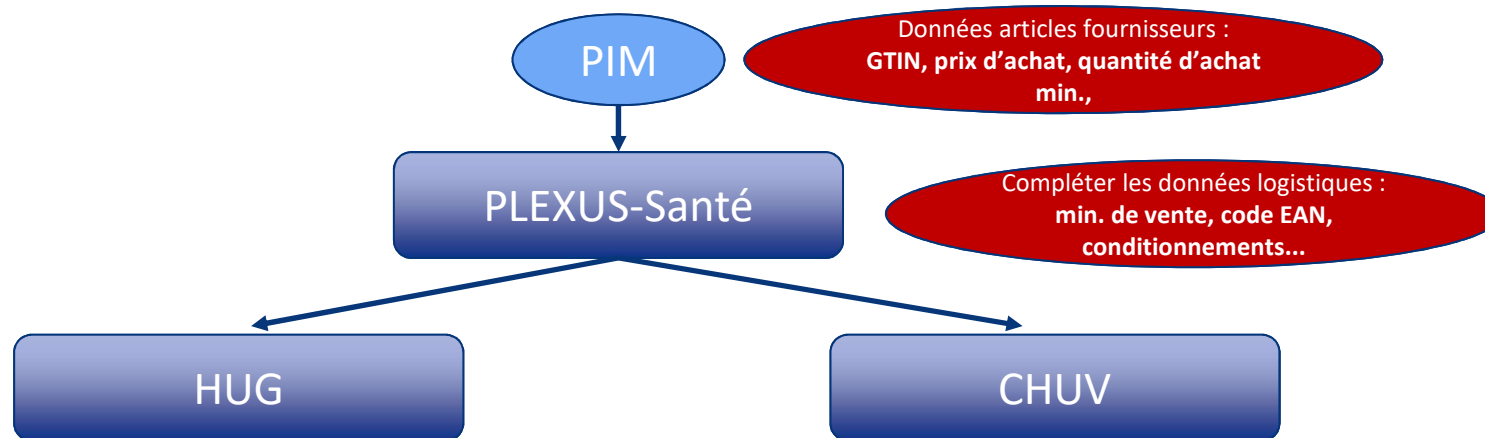 PIM
Données articles fournisseurs :
GTIN, prix d’achat, quantité d’achat
min.,
PLEXUS-Santé
Compléter les données logistiques :
min. de vente, code EAN,
conditionnements...
HUG
CHUV